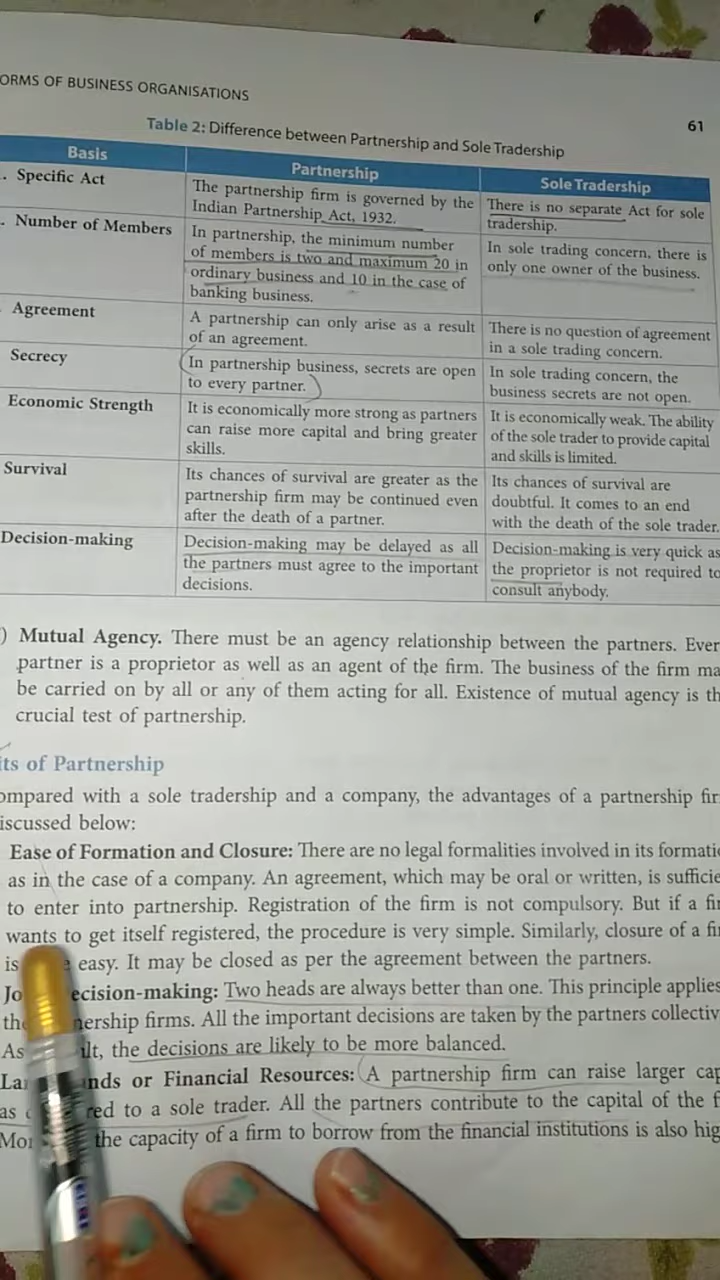 ORMS OF BUSINESS ORGANISATIONS
61
Table 2: Difference between Partnership and Sole Tradership
Basis
Partnership
Sole Tradership
. Specific Act
The partnership firm is governed by the
Indian Partnership Act, 1932.
There is no separate Act for sole
tradership.
. Number of Members
In partnership, the minimum number
of members is two and maximum 20 in
ordinary business and 10 in the case of
banking business.
In sole trading concern, there is
only one owner of the business.
Agreement
A partnership can only arise as a result
of an agreement.
There is no question of agreement
in a sole trading concern.
Secrecy
In partnership business, secrets are open
to every partner.
In sole trading concern, the
business secrets are not open.
Economic Strength
It is economically more strong as partners
can raise more capital and bring greater
skills.
It is economically weak. The ability
of the sole trader to provide capital
and skills is limited.
Survival
Its chances of survival are greater as the
partnership firm may be continued even
after the death of a partner.
Its chances of survival are
doubtful. It comes to an end
with the death of the sole trader.
Decision-making
Decision-making may be delayed as all
the partners must agree to the important
decisions.
Decision-making is very quick as
the proprietor is not required to
consult anybody.
) Mutual Agency. There must be an agency relationship between the partners. Ever
partner is a proprietor as well as an agent of the firm. The business of the firm ma
be carried on by all or any of them acting for all. Existence of mutual agency is th
crucial test of partnership.
its of Partnership
ompared with a sole tradership and a company, the advantages of a partnership fir
iscussed below:
Ease of Formation and Closure: There are no legal formalities involved in its formatio
as in the case of a company. An agreement, which may be oral or written, is sufficie
to enter into partnership. Registration of the firm is not compulsory. But if a fi
wants to get itself registered, the procedure is very simple. Similarly, closure of a fi
is easy. It may be closed as per the agreement between the partners.
Jo ecision-making: Two heads are always better than one. This principle applies
the nership firms. All the important decisions are taken by the partners collectiv
As lt, the decisions are likely to be more balanced.
La nds or Financial Resources: A partnership firm can raise larger cap
as red to a sole trader. All the partners contribute to the capital of the f
Mo the capacity of a firm to borrow from the financial institutions is also hig